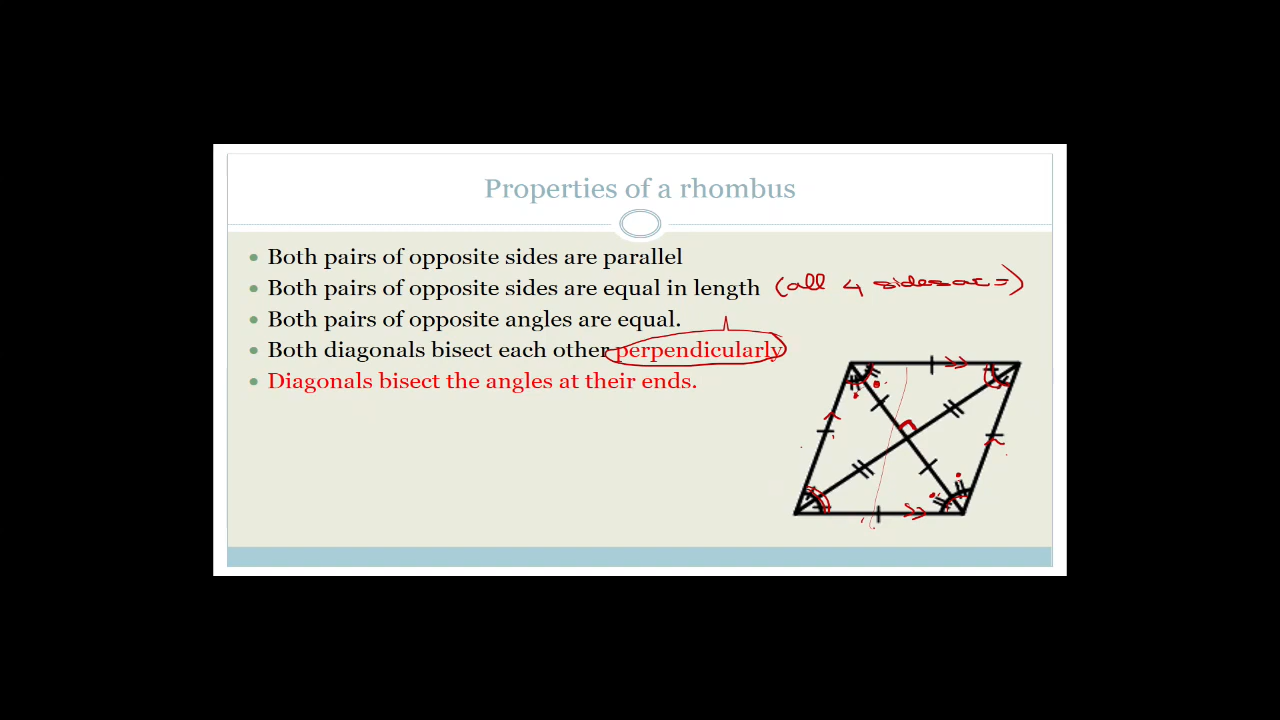 Properties of a rhombus
Both pairs of opposite sides are parallel
Both pairs of opposite sides are equal in length (all 4 sides are =)
Both pairs of opposite angles are equal.
Both diagonals bisect each other perpendicularly
Diagonals bisect the angles at their ends.